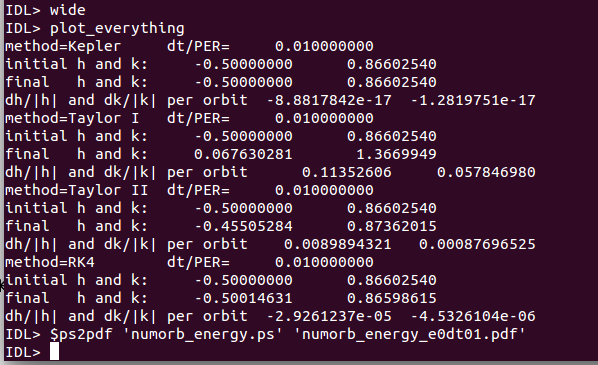 IDL> wide
IDL> plot_everything
method=Kepler     dt/PER=     0.010000000
initial h and k:     -0.50000000      0.86602540
final   h and k:     -0.50000000      0.86602540
dh/|h| and dk/|k| per orbit  -8.8817842e-17  -1.2819751e-17
method=Taylor I   dt/PER=     0.010000000
initial h and k:     -0.50000000      0.86602540
final   h and k:     0.067630281       1.3669949
dh/|h| and dk/|k| per orbit      0.11352606     0.057846980
method=Taylor II  dt/PER=     0.010000000
initial h and k:     -0.50000000      0.86602540
final   h and k:     -0.45505284      0.87362015
dh/|h| and dk/|k| per orbit    0.0089894321   0.00087696525
method=RK4        dt/PER=     0.010000000
initial h and k:     -0.50000000      0.86602540
final   h and k:     -0.50014631      0.86598615
dh/|h| and dk/|k| per orbit  -2.9261237e-05  -4.5326104e-06
IDL> $ps2pdf 'numorb_energy.ps' 'numorb_energy_e0dt01.pdf'
IDL>